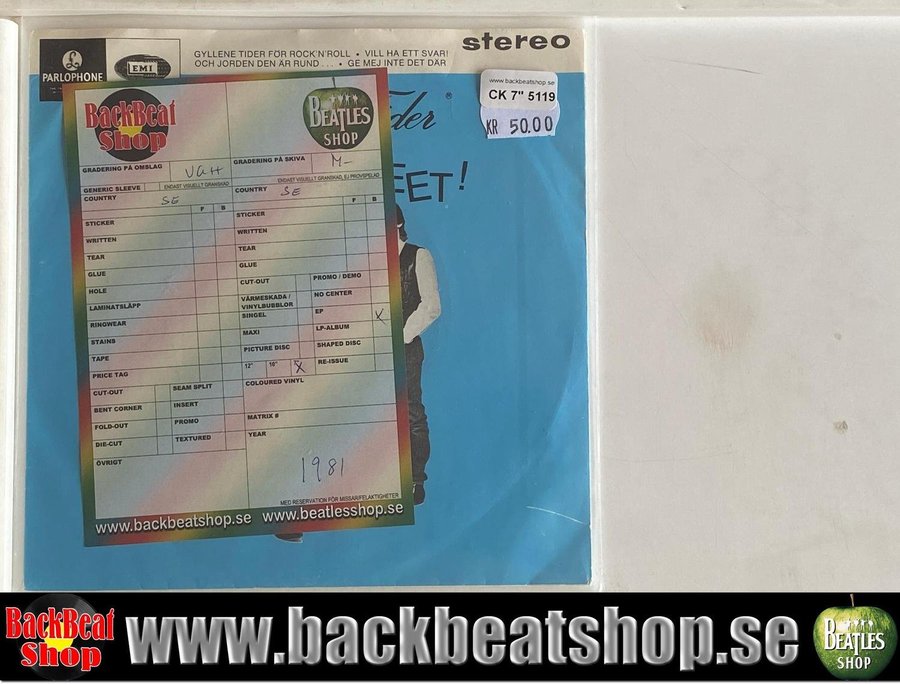 PARLOPHONE
EMI
GYLLENE TIDER FÖR ROCK'N'ROLL • VILL HA ETT SVAR!
OCH JORDEN DEN ÄR RUND . . . • GE MEJ INTE DET DÄR
stereo
www.backbeatshop.se
CK 7" 5119
KR 50.00
der ®
EET!
BackBeat
Shop
BEATLES
SHOP
GRADERING PÅ OMSLAG VG+
GRADERING PÅ SKIVA M-
GENERIC SLEEVE
ENDAST VISUELLT GRANSKAD
ENDAST VISUELLT GRANSKAD, EJ PROVSPELAD
COUNTRY SE
COUNTRY SE
F B
F B
STICKER
WRITTEN
TEAR
GLUE
HOLE
LAMINATSLÄPP
RINGWEAR
STAINS
TAPE
PRICE TAG
CUT-OUT
SEAM SPLIT
BENT CORNER
INSERT
FOLD-OUT
PROMO
DIE-CUT
TEXTURED
ÖVRIGT
STICKER
WRITTEN
TEAR
GLUE
CUT-OUT
PROMO / DEMO
VÄRMESKADA /
VINYLBUBBLOR
NO CENTER
SINGEL
EP X
MAXI
LP-ALBUM
PICTURE DISC
SHAPED DISC
12" 10" X
RE-ISSUE
COLOURED VINYL
MATRIX #
YEAR
1981
MED RESERVATION FÖR MISSAR/FELAKTIGHETER
www.backbeatshop.se www.beatlesshop.se
BackBeat
Shop
www.backbeatshop.se
BEATLES
SHOP